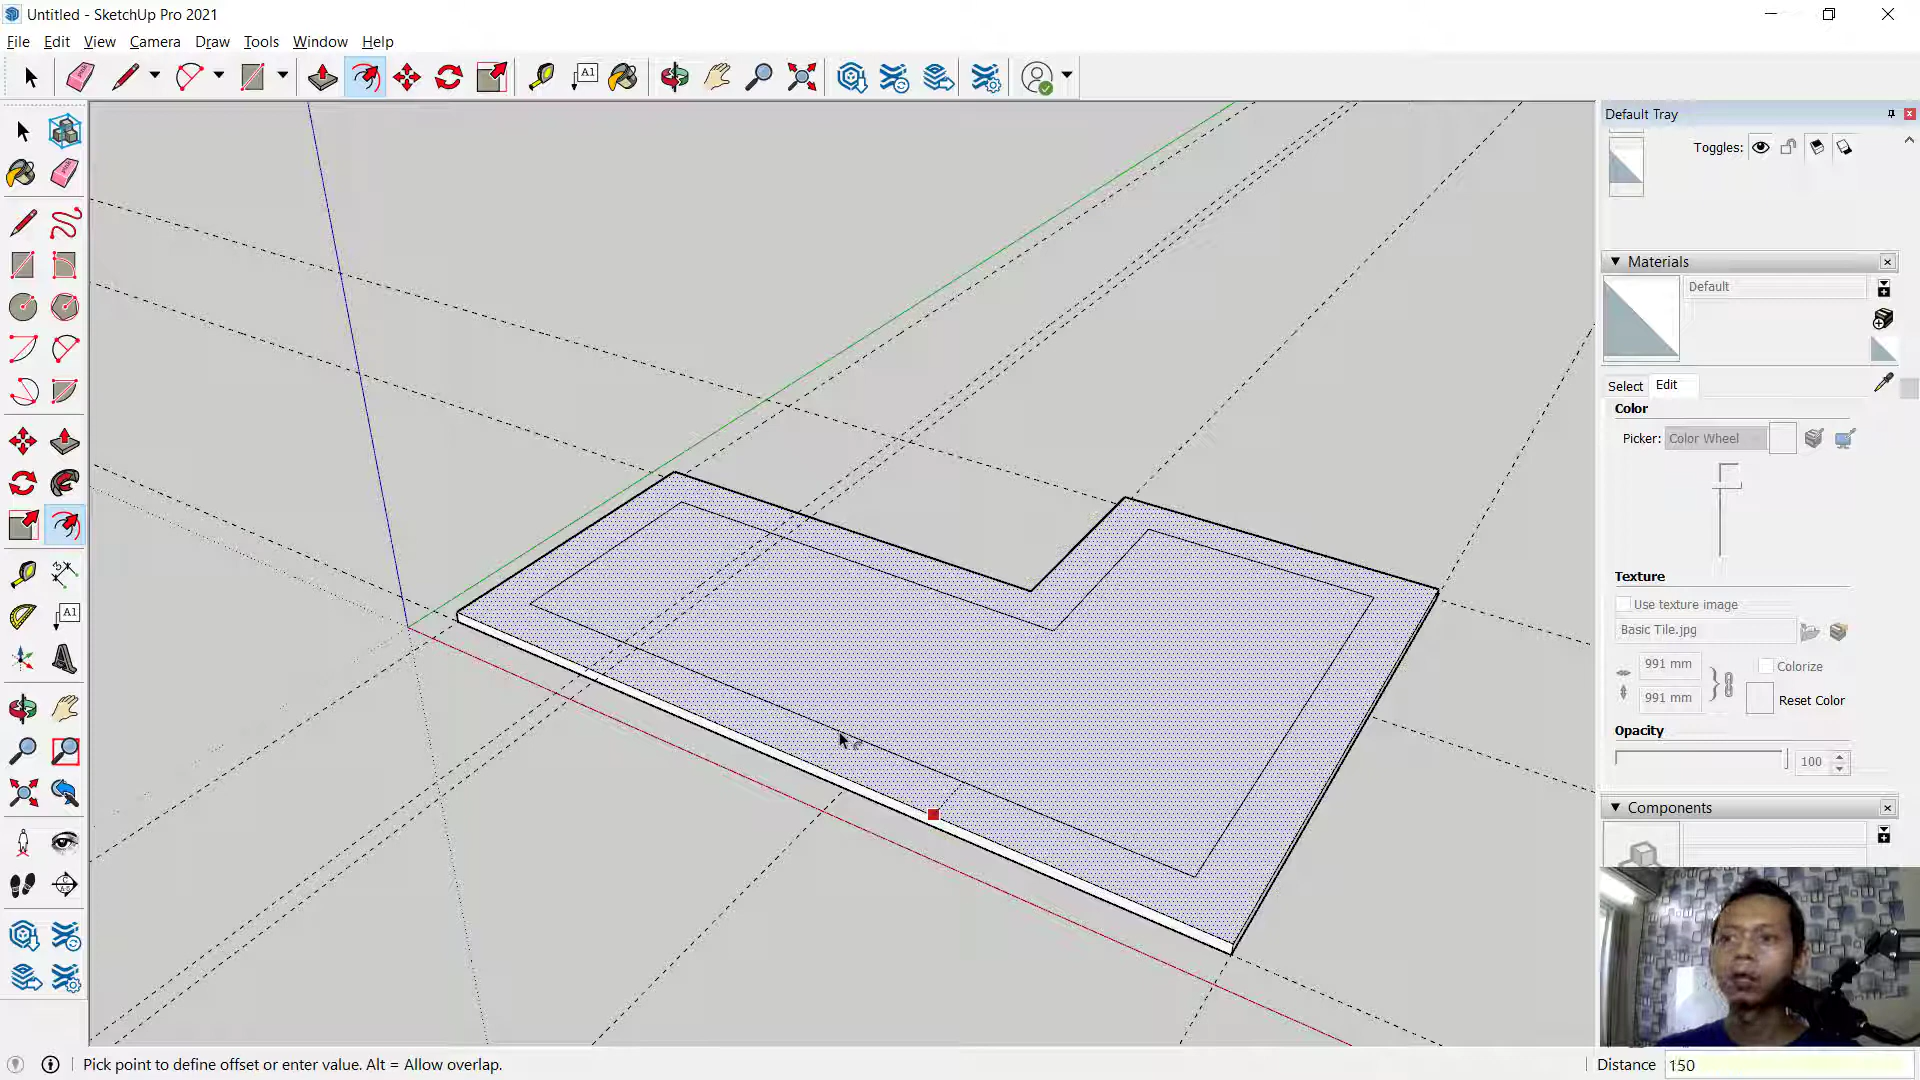 Untitled - SketchUp Pro 2021
File Edit View Camera Draw Tools Window Help
A1
Default Tray
Toggles:
Materials
Default
Select Edit
Color
Picker: Color Wheel
Texture
Use texture image
Basic Tile.jpg
991 mm
Colorize
991 mm
Reset Color
Opacity
100
Components
A1
Pick point to define offset or enter value. Alt = Allow overlap.
Distance 150